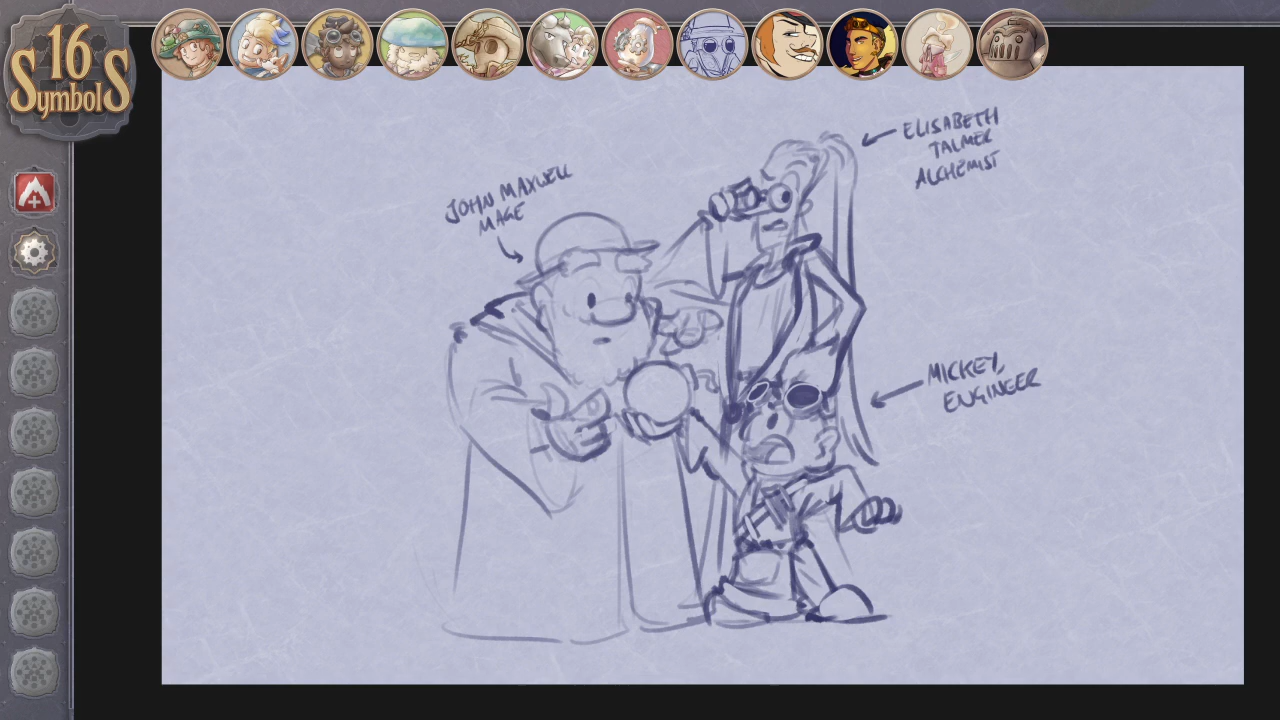 16
SymbolS
JOHN MAXWELL
MAGE
ELISABETH
TALMER
ALCHEMIST
MICKEY,
ENGINEER